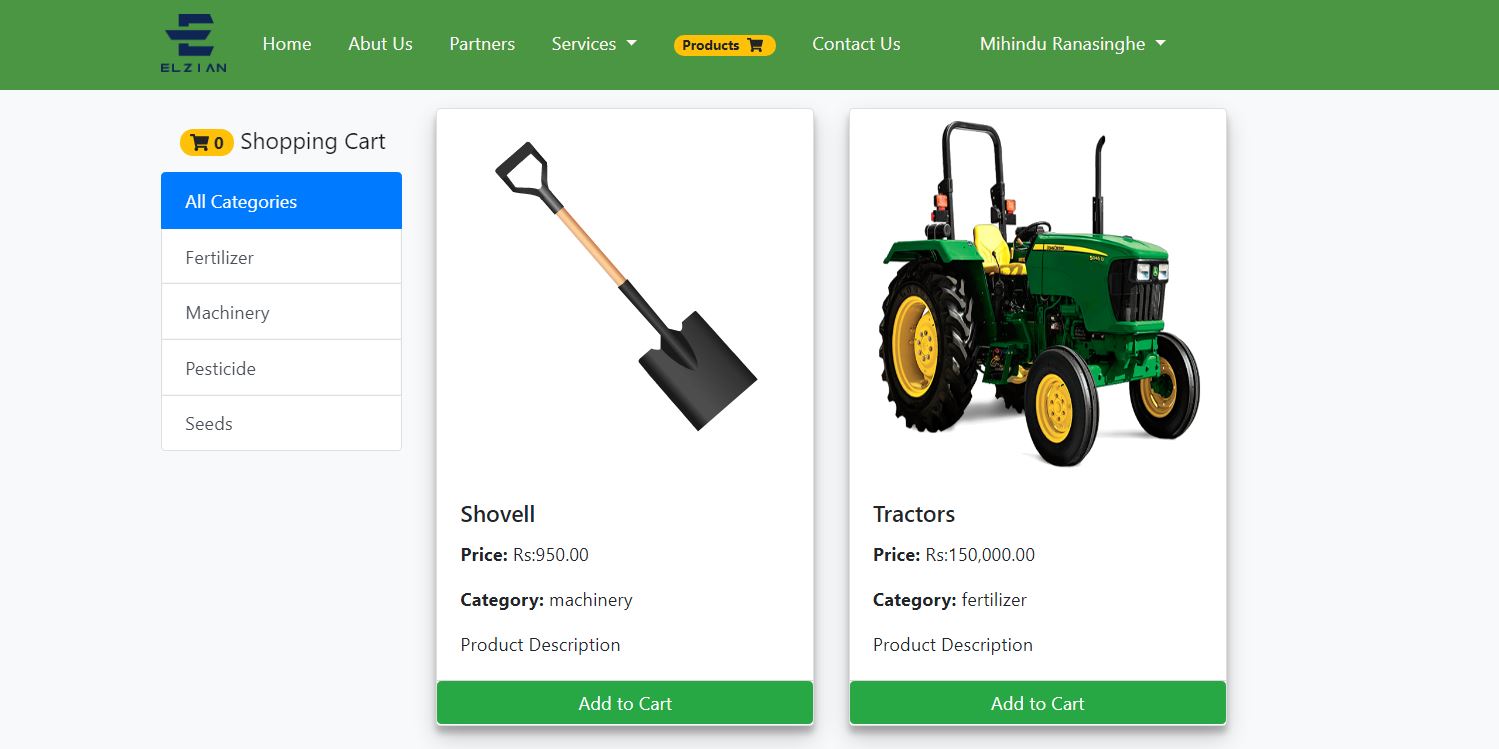 ELZIAN
Home
Abut Us
Partners
Services
Products
Contact Us
Mihindu Ranasinghe
0 Shopping Cart
All Categories
Fertilizer
Machinery
Pesticide
Seeds
Shovell
Price: Rs:950.00
Category: machinery
Product Description
Add to Cart
Tractors
Price: Rs:150,000.00
Category: fertilizer
Product Description
Add to Cart